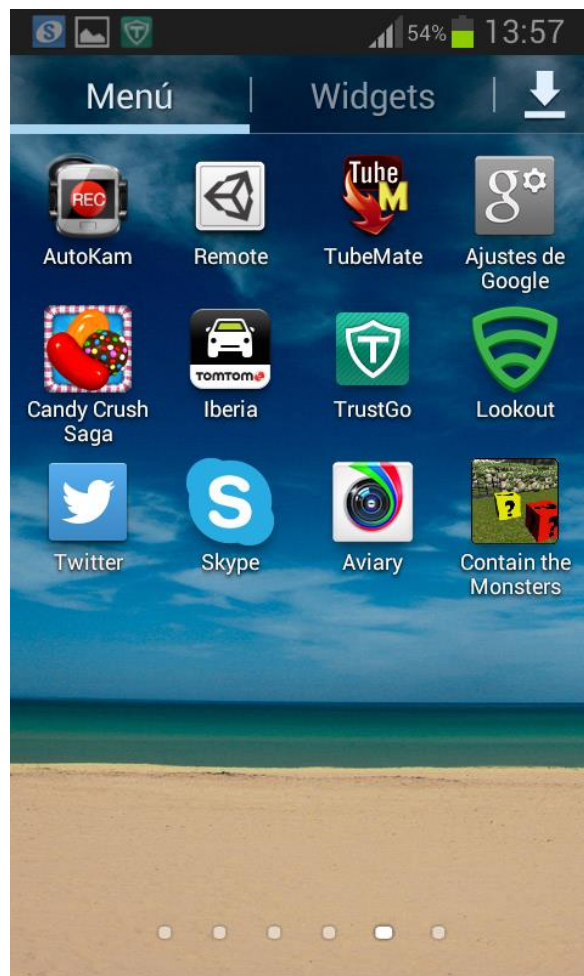 54% 13:57
Menú Widgets
REC
Tube
M
g
AutoKam Remote TubeMate Ajustes de
Google
TOMTOM
T
Candy Crush Iberia TrustGo Lookout
Saga
S
? ?
Twitter Skype Aviary Contain the
Monsters